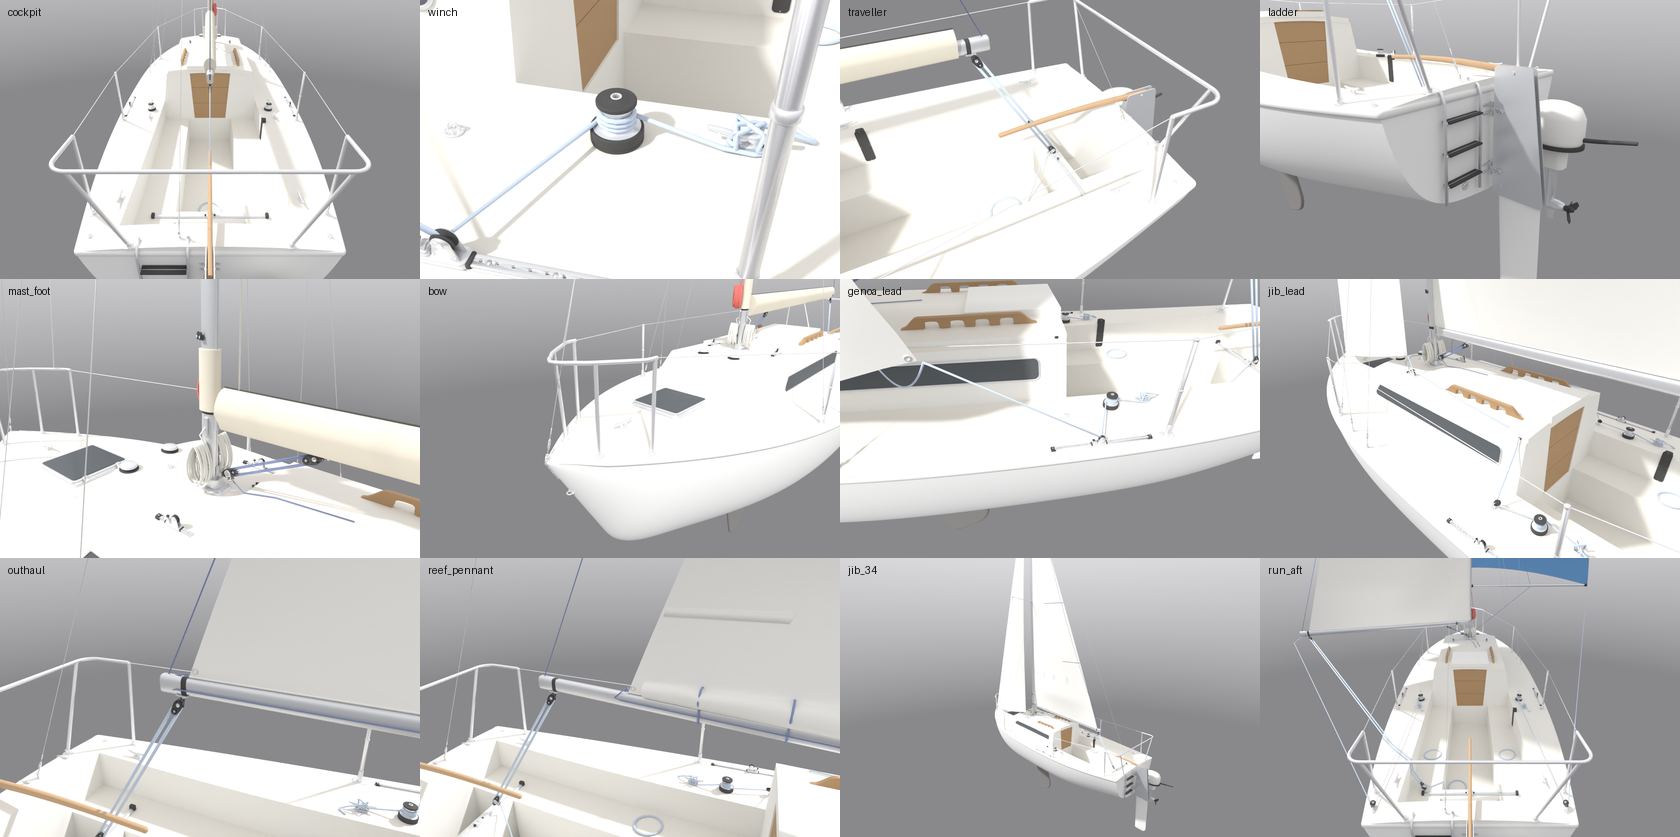 cockpit
winch
traveller
ladder
mast_foot
bow
genoa_lead
jib_lead
outhaul
reef_pennant
jib_34
run_aft